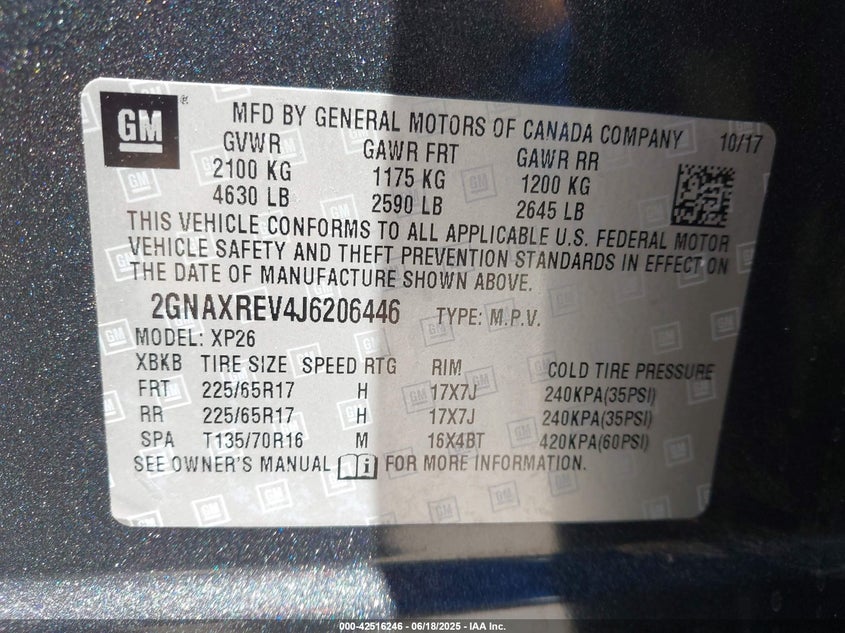 GM
MFD BY GENERAL MOTORS OF CANADA COMPANY 10/17
GVWR GAWR FRT GAWR RR
2100 KG 1175 KG 1200 KG
4630 LB 2590 LB 2645 LB
THIS VEHICLE CONFORMS TO ALL APPLICABLE U.S. FEDERAL MOTOR
VEHICLE SAFETY AND THEFT PREVENTION STANDARDS IN EFFECT ON
THE DATE OF MANUFACTURE SHOWN ABOVE.
2GNAXREV4J6206446 TYPE: M.P.V.
MODEL: XP26
XBKB TIRE SIZE SPEED RTG RIM COLD TIRE PRESSURE
FRT 225/65R17 H 17X7J 240KPA(35PSI)
RR 225/65R17 H 17X7J 240KPA(35PSI)
SPA T135/70R16 M 16X4BT 420KPA(60PSI)
SEE OWNER'S MANUAL FOR MORE INFORMATION.
000-42516246 - 06/18/2025 - IAA Inc.